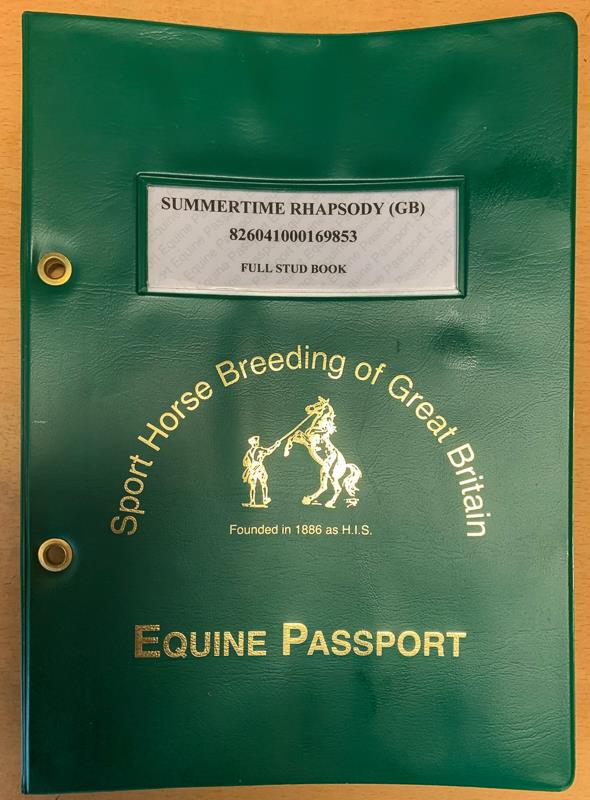 SUMMERTIME RHAPSODY (GB)
826041000169853
FULL STUD BOOK
Sport Horse Breeding of Great Britain
Founded in 1886 as H.I.S.
EQUINE PASSPORT